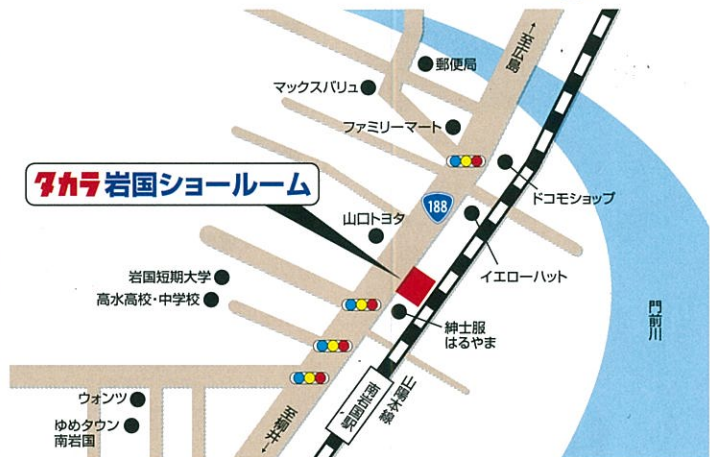 ←至広島
郵便局
マックスバリュ
ファミリーマート
ドコモショップ
タカラ 岩国ショールーム
188
山口トヨタ
イエローハット
岩国短期大学
高水高校・中学校
紳士服
はるやま
門前川
山陽本線
南岩国駅
ウォンツ
ゆめタウン
南岩国
至柳井→